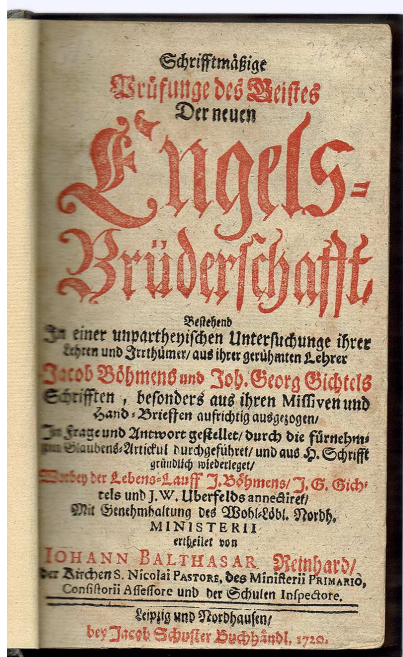 Schrifftmäßige
Prüfunge des Geistes
Der neuen
Engels-
Brüderschafft,
Bestehend
In einer unpartheyischen Untersuchunge ihrer
Lehren und Irrthümer/ aus ihrer gerühmten Lehrer
Jacob Böhmens und Joh. Georg Gichtels
Schrifften, besonders aus ihren Missiven und
Hand-Brieffen aufrichtig ausgezogen/
In Frage und Antwort gestellet/ durch die fürnehm-
sten Glaubens-Artickul durchgeführet/ und aus H. Schrifft
gründlich wiederleget/
Worbey der Lebens-Lauff J. Böhmens/ J. G. Gich-
tels und J. W. Uberfelds annectiret/
Mit Genehmhaltung des Wohl-Löbl. Nordh.
MINISTERII
ertheilet von
IOHANN BALTHASAR Reinhard/
der Kirchen S. Nicolai PASTORE, des Ministerii PRIMARIO,
Consistorii Assessore und der Schulen Inspectore.
Leipzig und Nordhausen/
bey Jacob Schuster Buchhändl. 1720.